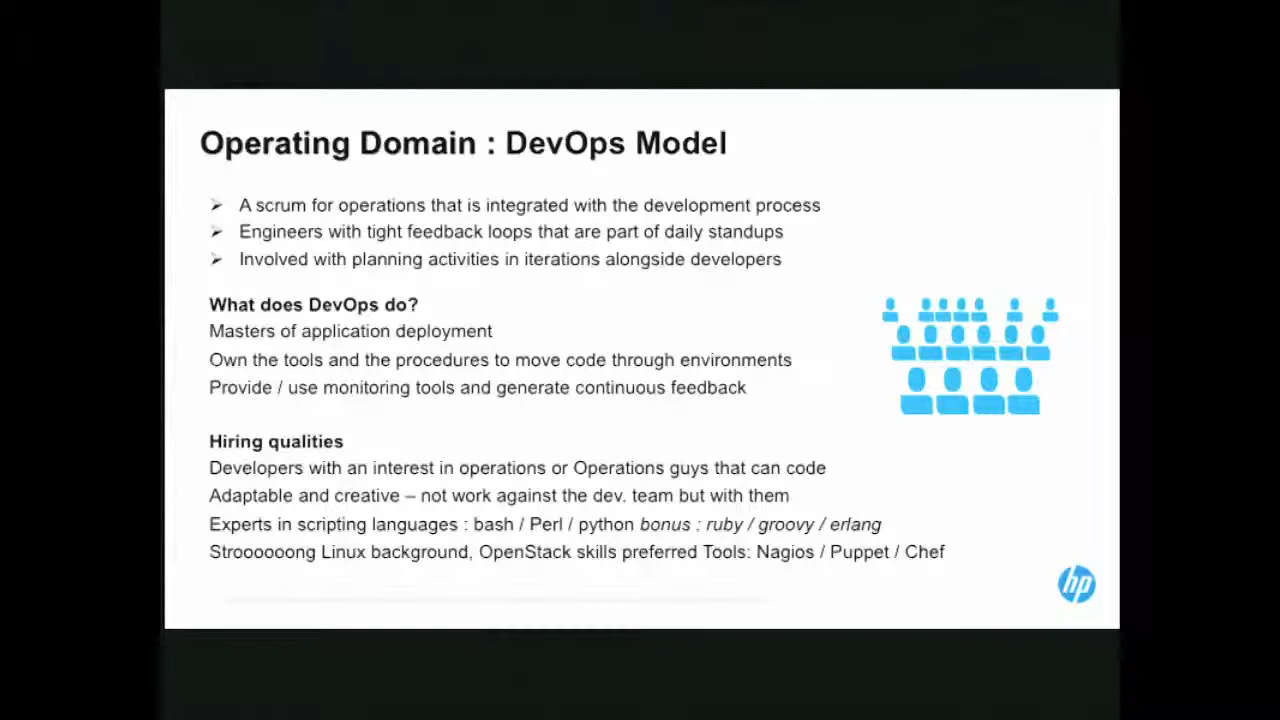 Operating Domain : DevOps Model
➢ A scrum for operations that is integrated with the development process
➢ Engineers with tight feedback loops that are part of daily standups
➢ Involved with planning activities in iterations alongside developers
What does DevOps do?
Masters of application deployment
Own the tools and the procedures to move code through environments
Provide / use monitoring tools and generate continuous feedback
Hiring qualities
Developers with an interest in operations or Operations guys that can code
Adaptable and creative – not work against the dev. team but with them
Experts in scripting languages : bash / Perl / python bonus : ruby / groovy / erlang
Stroooooong Linux background, OpenStack skills preferred Tools: Nagios / Puppet / Chef
hp